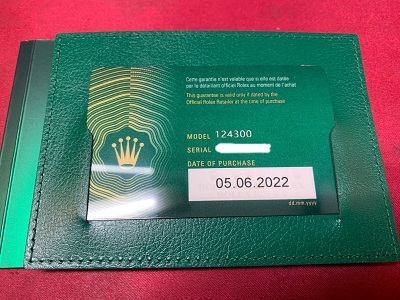 Cette garantie n'est valable que si elle est datée
par le détaillant officiel Rolex au moment de l'achat
This guarantee is valid only if dated by the
Official Rolex Retailer at the time of purchase
MODEL 124300
SERIAL
DATE OF PURCHASE
05.06.2022
dd.mm.yyyy